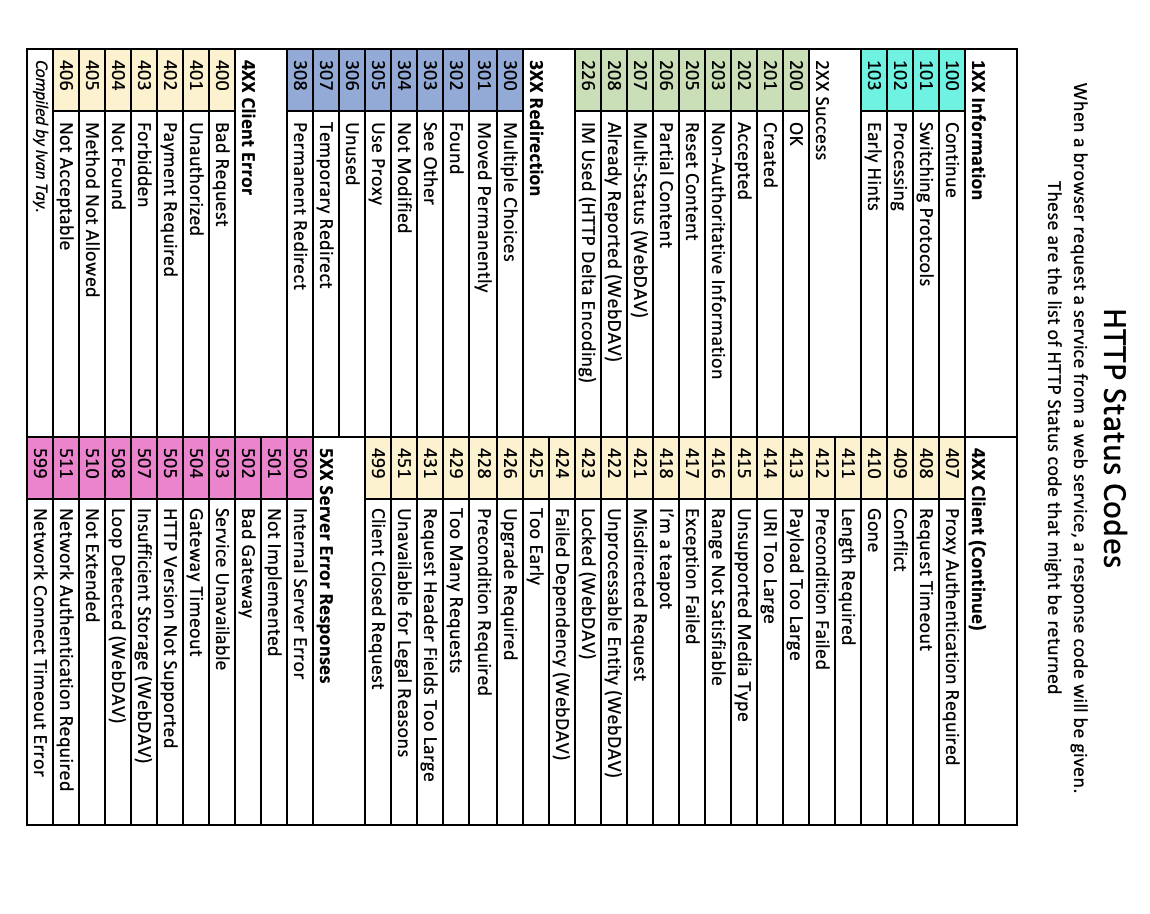 HTTP Status Codes
When a browser request a service from a web service, a response code will be given.
These are the list of HTTP Status code that might be returned
1XX Information
100 Continue
101 Switching Protocols
102 Processing
103 Early Hints
2XX Success
200 OK
201 Created
202 Accepted
203 Non-Authoritative Information
205 Reset Content
206 Partial Content
207 Multi-Status (WebDAV)
208 Already Reported (WebDAV)
226 IM Used (HTTP Delta Encoding)
3XX Redirection
300 Multiple Choices
301 Moved Permanently
302 Found
303 See Other
304 Not Modified
305 Use Proxy
306 Unused
307 Temporary Redirect
308 Permanent Redirect
4XX Client Error
400 Bad Request
401 Unauthorized
402 Payment Required
403 Forbidden
404 Not Found
405 Method Not Allowed
406 Not Acceptable
Compiled by Ivan Tay.
4XX Client (Continue)
407 Proxy Authentication Required
408 Request Timeout
409 Conflict
410 Gone
411 Length Required
412 Precondition Failed
413 Payload Too Large
414 URI Too Large
415 Unsupported Media Type
416 Range Not Satisfiable
417 Exception Failed
418 I'm a teapot
421 Misdirected Request
422 Unprocessable Entity (WebDAV)
423 Locked (WebDAV)
424 Failed Dependency (WebDAV)
425 Too Early
426 Upgrade Required
428 Precondition Required
429 Too Many Requests
431 Request Header Fields Too Large
451 Unavailable for Legal Reasons
499 Client Closed Request
5XX Server Error Responses
500 Internal Server Error
501 Not Implemented
502 Bad Gateway
503 Service Unavailable
504 Gateway Timeout
505 HTTP Version Not Supported
507 Insufficient Storage (WebDAV)
508 Loop Detected (WebDAV)
510 Not Extended
511 Network Authentication Required
599 Network Connect Timeout Error